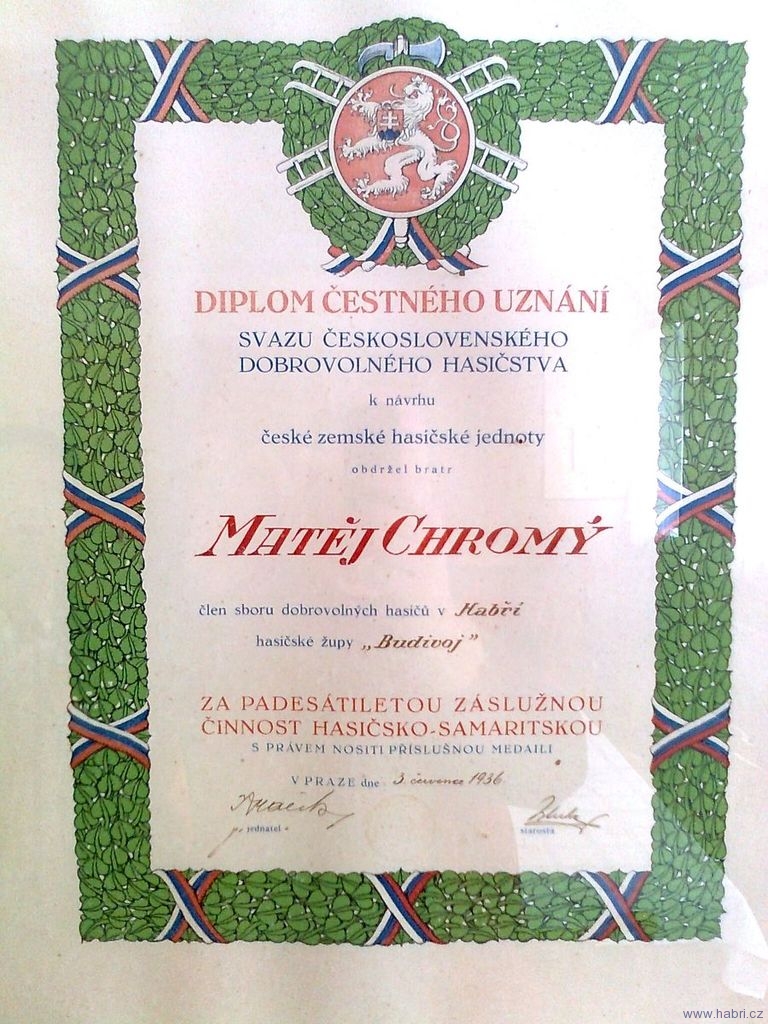 DIPLOM ČESTNÉHO UZNÁNÍ
SVAZU ČESKOSLOVENSKÉHO
DOBROVOLNÉHO HASIČSTVA
k návrhu
české zemské hasičské jednoty
obdržel bratr
MATĚJ CHROMÝ
člen sboru dobrovolných hasičů v Habří
hasičské župy „Budivoj”
ZA PADESÁTILETOU ZÁSLUŽNOU
ČINNOST HASIČSKO-SAMARITSKOU
S PRÁVEM NOSITI PŘÍSLUŠNOU MEDAILI
V PRAZE dne 3. července 1936
jednatel
starosta
www.habri.cz